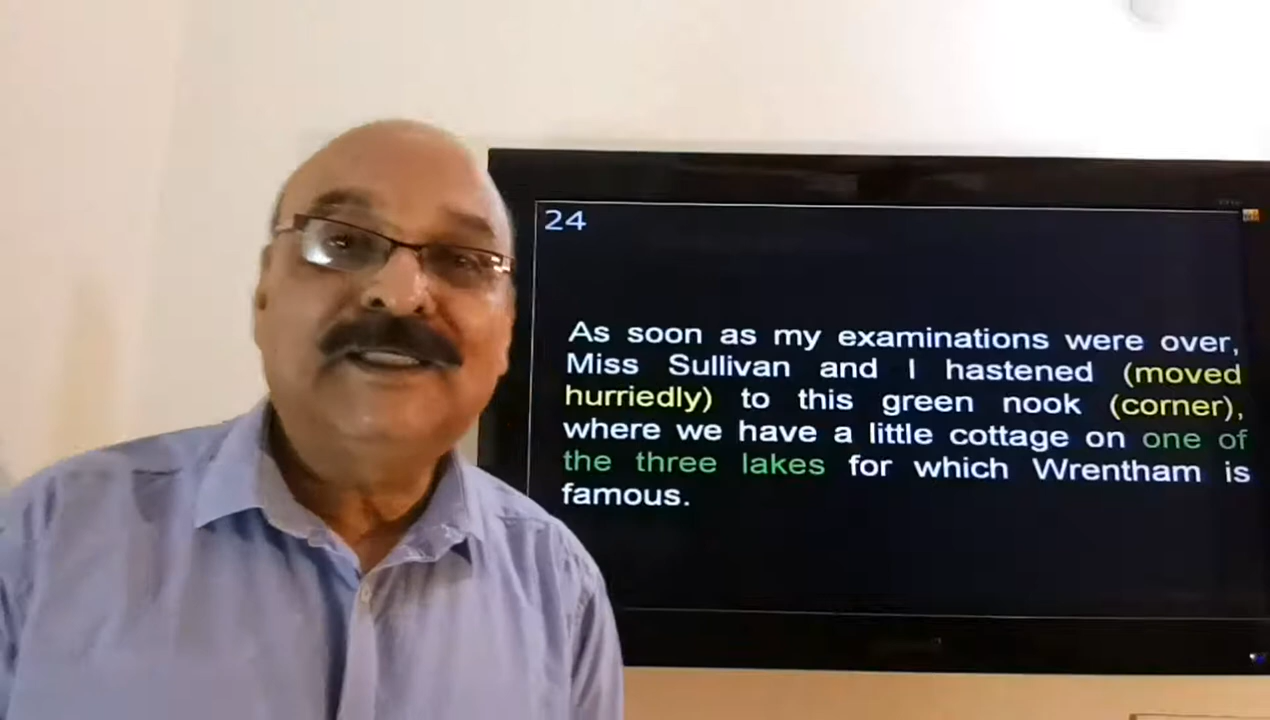 24
As soon as my examinations were over,
Miss Sullivan and I hastened (moved
hurriedly) to this green nook (corner),
where we have a little cottage on one of
the three lakes for which Wrentham is
famous.